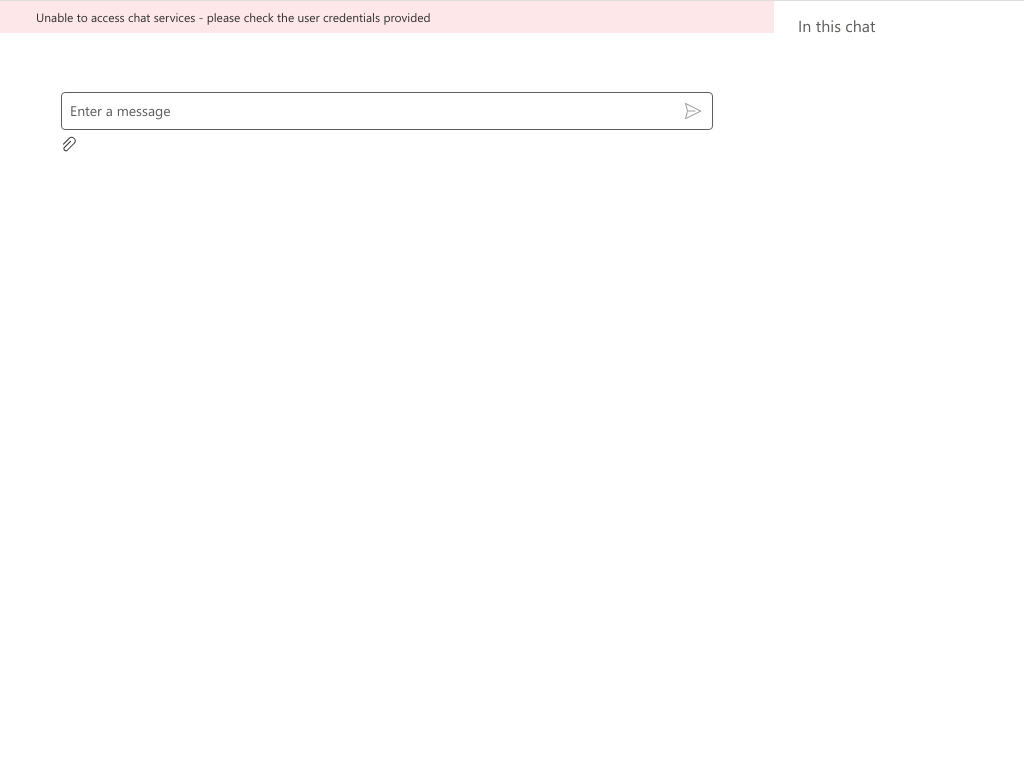 Unable to access chat services - please check the user credentials provided
In this chat
Enter a message